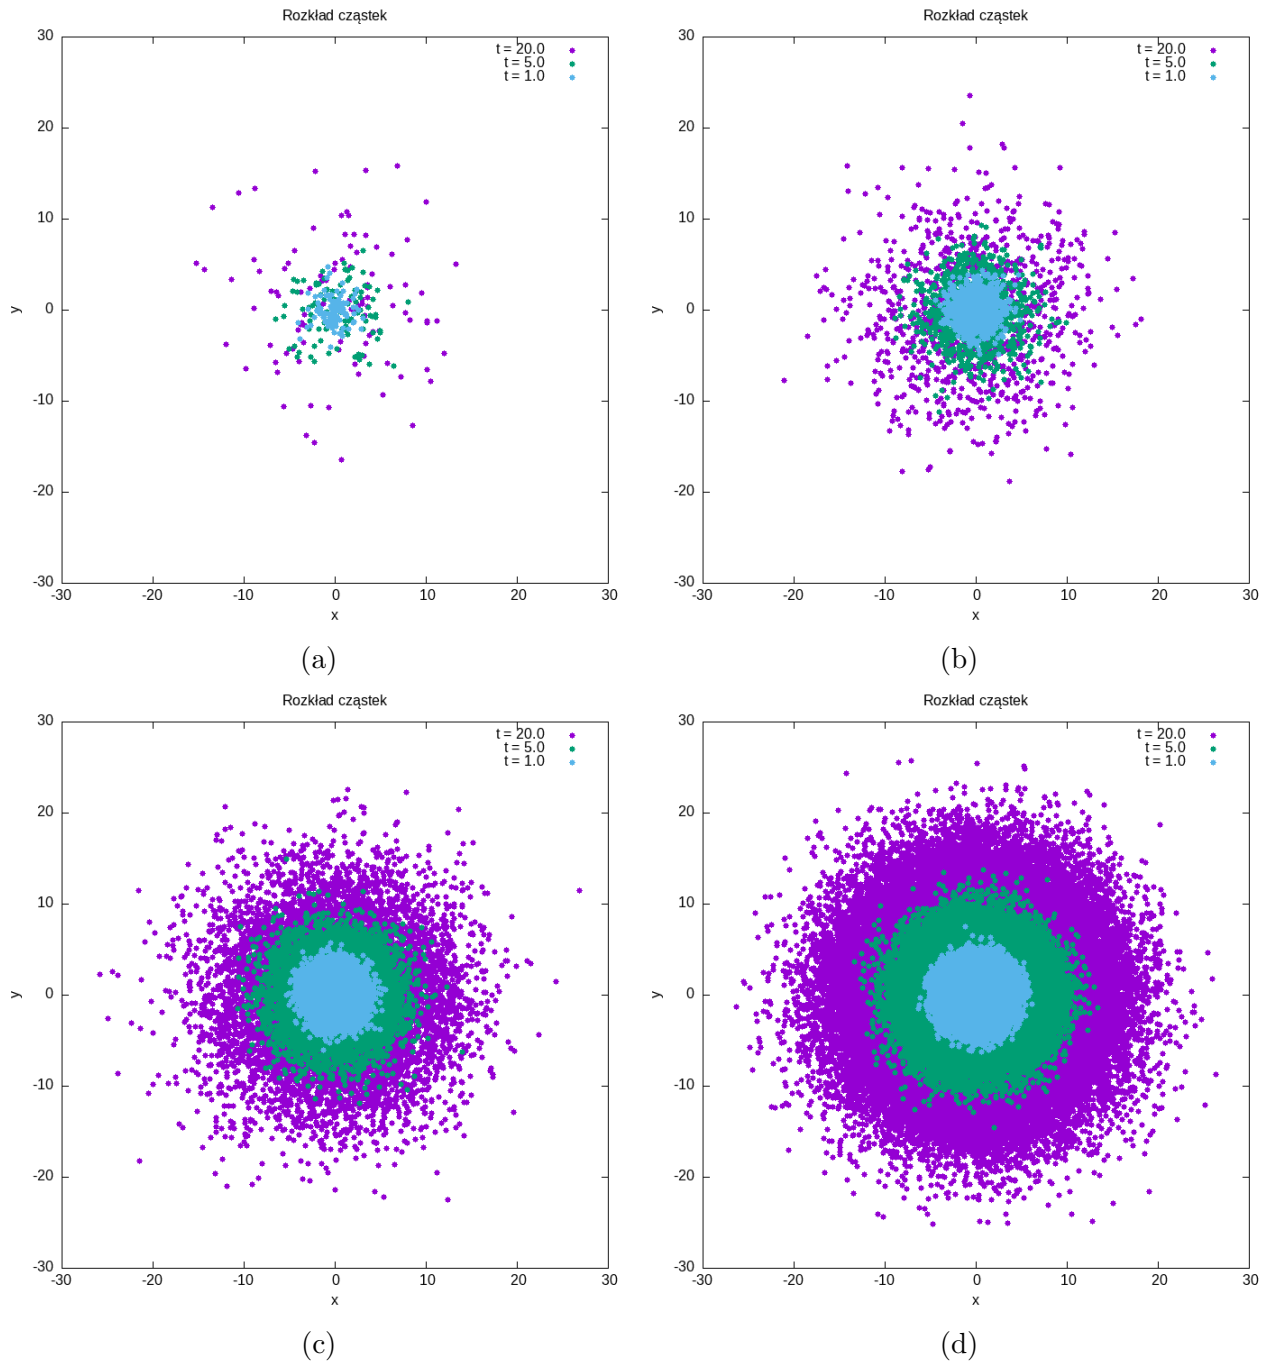 Rozkład cząstek
30
20
10
0
-10
-20
-30
y
-30 -20 -10 0 10 20 30
x
t = 20.0
t = 5.0
t = 1.0
(a)
Rozkład cząstek
30
20
10
0
-10
-20
-30
y
-30 -20 -10 0 10 20 30
x
t = 20.0
t = 5.0
t = 1.0
(b)
Rozkład cząstek
30
20
10
0
-10
-20
-30
y
-30 -20 -10 0 10 20 30
x
t = 20.0
t = 5.0
t = 1.0
(c)
Rozkład cząstek
30
20
10
0
-10
-20
-30
y
-30 -20 -10 0 10 20 30
x
t = 20.0
t = 5.0
t = 1.0
(d)